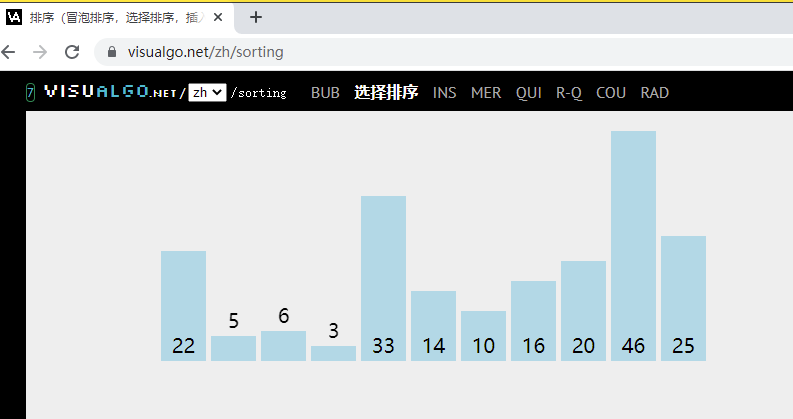 排序（冒泡排序，选择排序，插入
visualgo.net/zh/sorting
7 VISUALGO.NET/ zh /sorting BUB 选择排序 INS MER QUI R-Q COU RAD
22 5 6 3 33 14 10 16 20 46 25